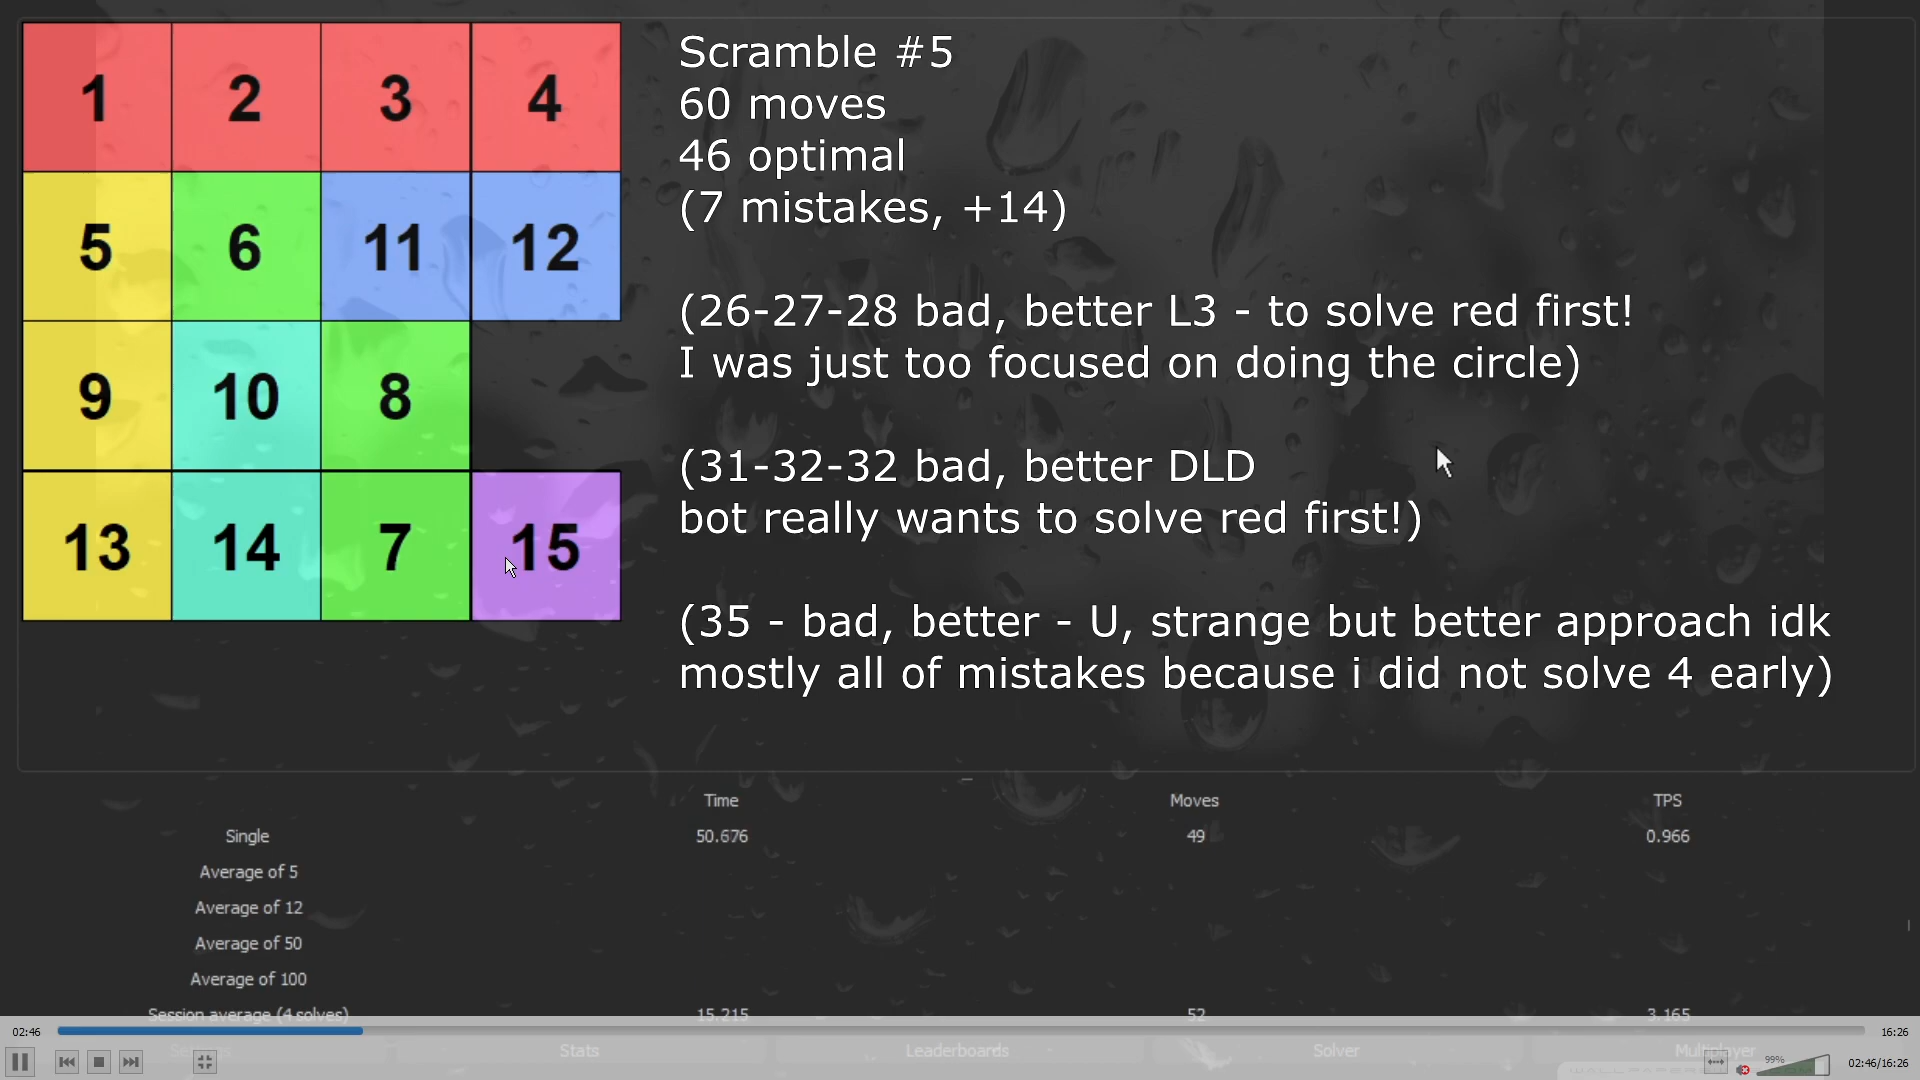 1 2 3 4
5 6 11 12
9 10 8
13 14 7 15
Scramble #5
60 moves
46 optimal
(7 mistakes, +14)
(26-27-28 bad, better L3 - to solve red first!
I was just too focused on doing the circle)
(31-32-32 bad, better DLD
bot really wants to solve red first!)
(35 - bad, better - U, strange but better approach idk
mostly all of mistakes because i did not solve 4 early)
Time Moves TPS
Single 50.676 49 0.966
Average of 5
Average of 12
Average of 50
Average of 100
Session average (4 solves) 15.215 52 3.165
02:46 16:26
Stats Leaderboards Solver Multiplayer
99% 02:46/16:26